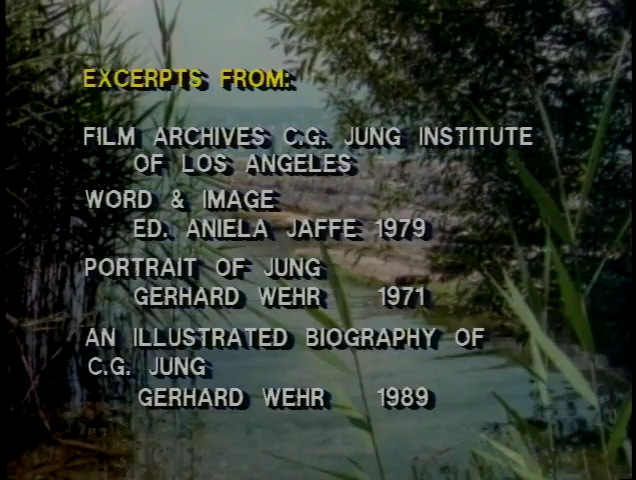 EXCERPTS FROM:
FILM ARCHIVES C.G. JUNG INSTITUTE
OF LOS ANGELES
WORD & IMAGE
ED. ANIELA JAFFE 1979
PORTRAIT OF JUNG
GERHARD WEHR 1971
AN ILLUSTRATED BIOGRAPHY OF
C.G. JUNG
GERHARD WEHR 1989